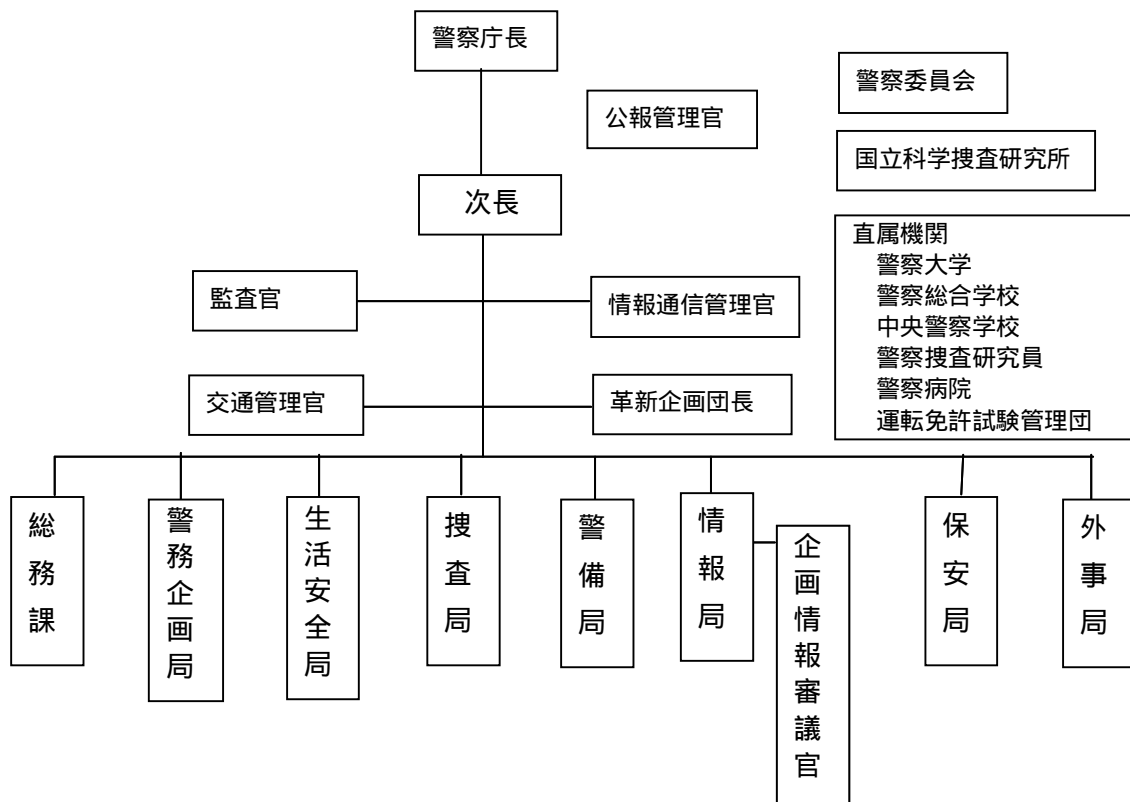 警察庁長
警察委員会
公報管理官
国立科学捜査研究所
次長
直属機関
警察大学
警察総合学校
中央警察学校
警察捜査研究員
警察病院
運転免許試験管理団
監査官
情報通信管理官
交通管理官
革新企画団長
総務課
警務企画局
生活安全局
捜査局
警備局
情報局
企画情報審議官
保安局
外事局